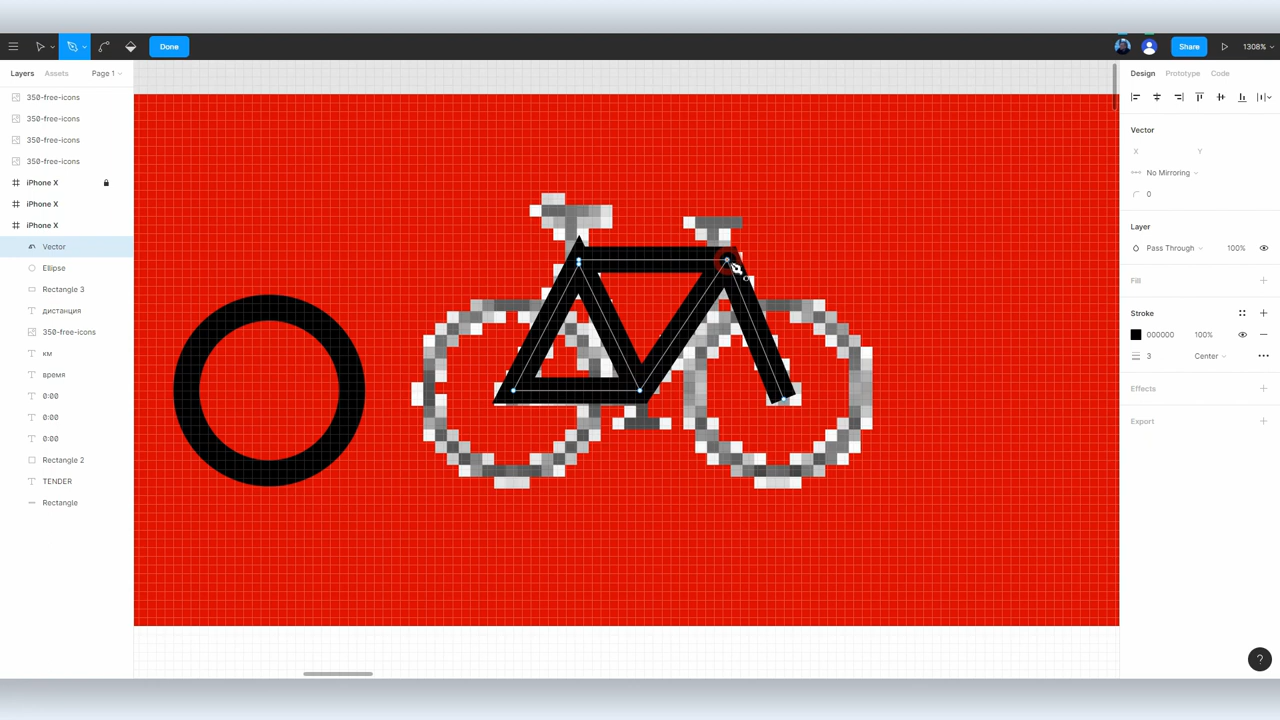 Done
Share
1308%
Layers
Assets
Page 1
350-free-icons
350-free-icons
350-free-icons
350-free-icons
iPhone X
iPhone X
iPhone X
Vector
Ellipse
Rectangle 3
дистанция
350-free-icons
км
время
0:00
0:00
0:00
Rectangle 2
TENDER
Rectangle
Design
Prototype
Code
Vector
X
Y
No Mirroring
0
Layer
Pass Through
100%
Fill
Stroke
000000
100%
3
Center
Effects
Export
?